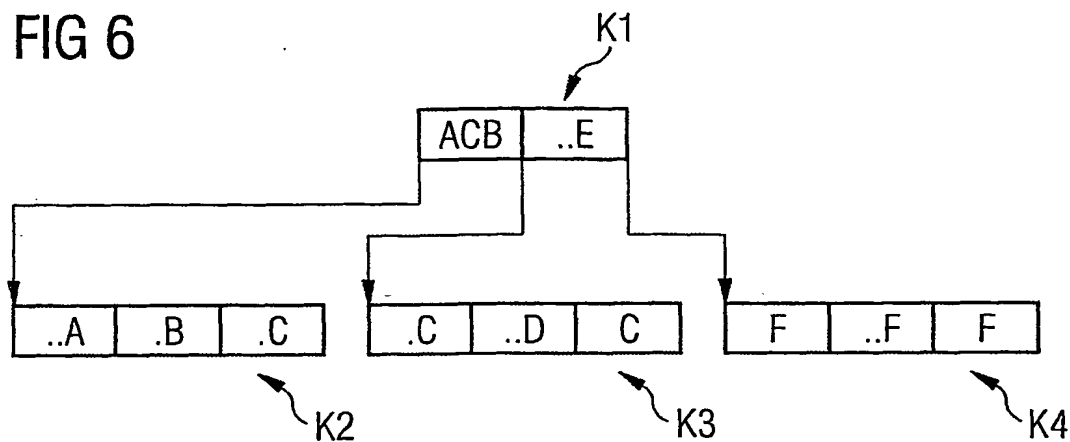 FIG 6
K1
ACB ..E
..A .B .C .C ..D C F ..F F
K2 K3 K4